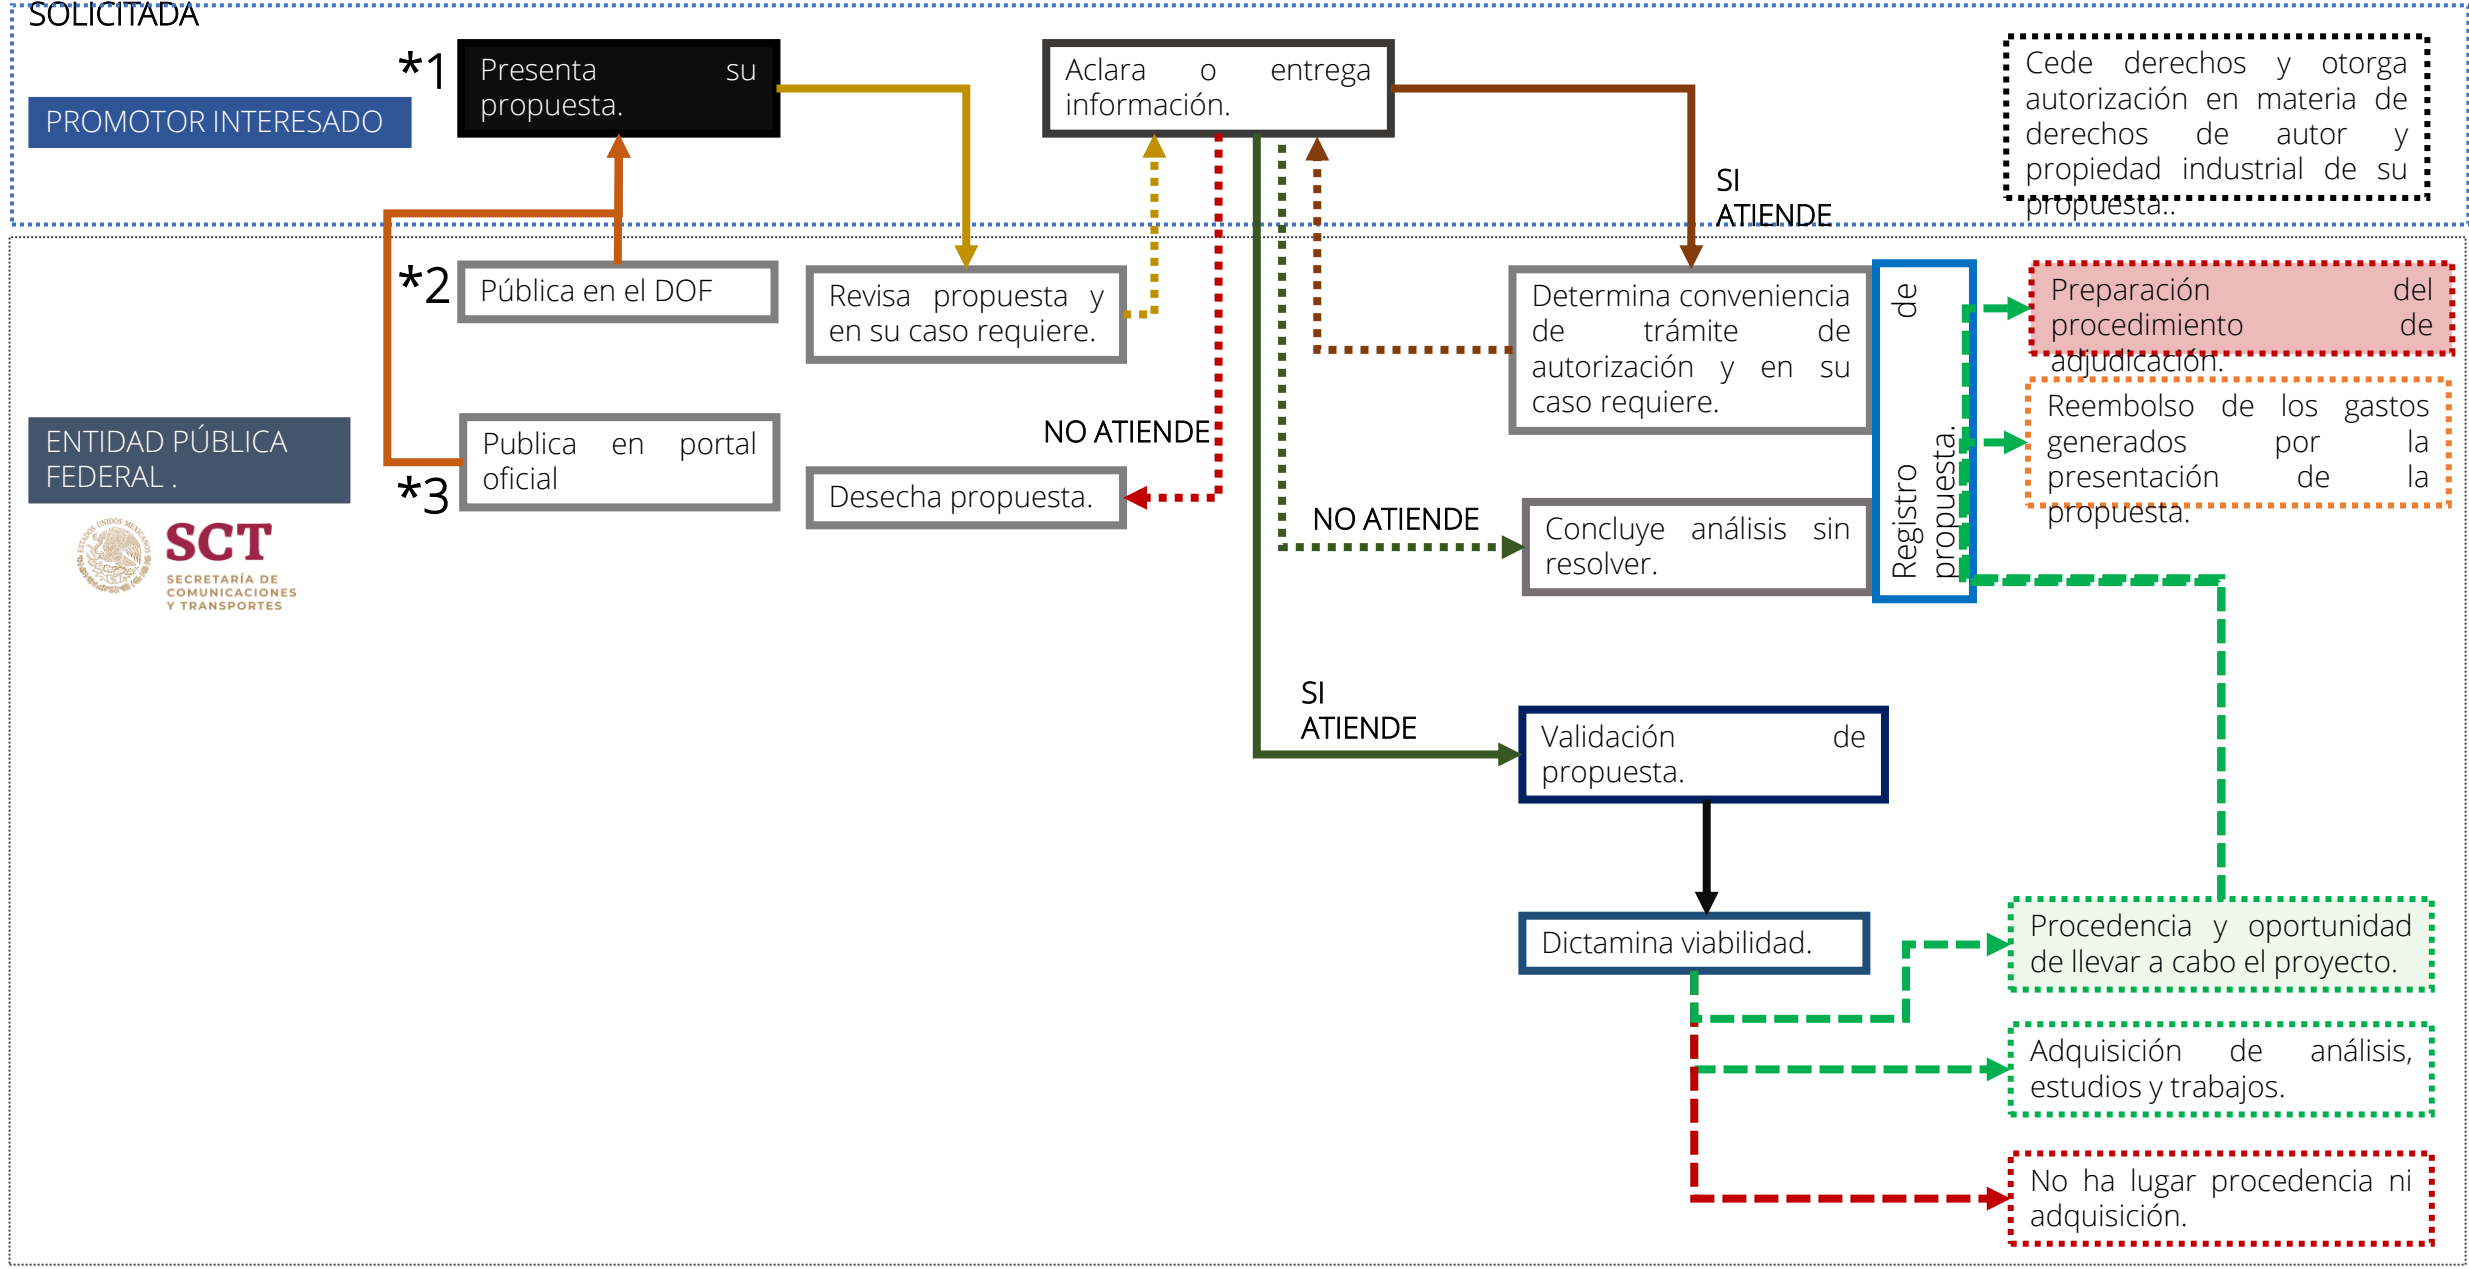 SOLICITADA
*1
Presenta su
propuesta.
PROMOTOR INTERESADO
Aclara o entrega
información.
Cede derechos y otorga
autorización en materia de
derechos de autor y
propiedad industrial de su
propuesta..
SI
ATIENDE
*2
Pública en el DOF
Revisa propuesta y
en su caso requiere.
Determina conveniencia
de trámite de
autorización y en su
caso requiere.
Registro de
propuesta.
Preparación del
procedimiento de
adjudicación.
Reembolso de los gastos
generados por la
presentación de la
propuesta.
ENTIDAD PÚBLICA
FEDERAL .
*3
Publica en portal
oficial
NO ATIENDE
Desecha propuesta.
NO ATIENDE
Concluye análisis sin
resolver.
ESTADOS UNIDOS MEXICANOS
SCT
SECRETARÍA DE
COMUNICACIONES
Y TRANSPORTES
SI
ATIENDE
Validación de
propuesta.
Dictamina viabilidad.
Procedencia y oportunidad
de llevar a cabo el proyecto.
Adquisición de análisis,
estudios y trabajos.
No ha lugar procedencia ni
adquisición.